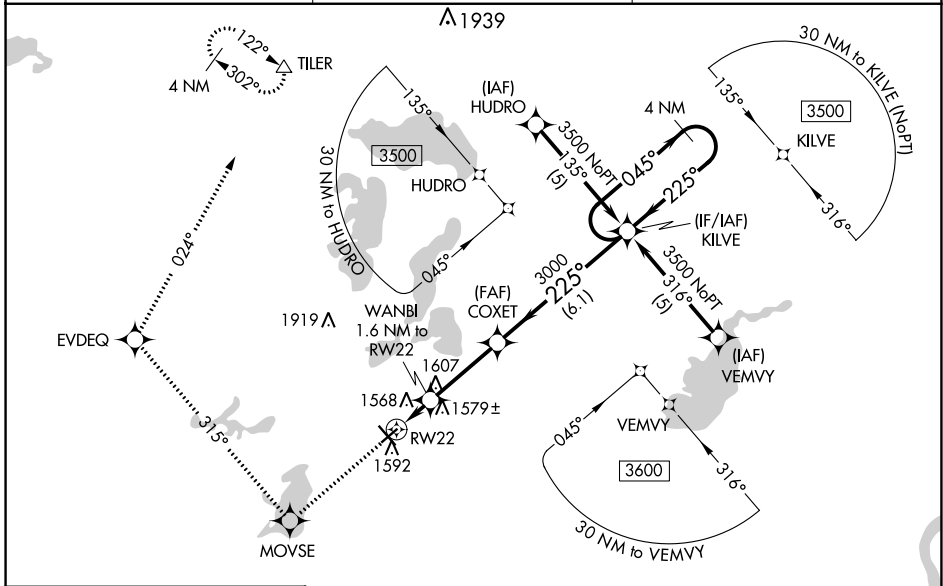 1939
122°
302°
4 NM
TILER
135°
3500
HUDRO
045°
30 NM to HUDRO
(IAF)
HUDRO
3500 NoPT
135°
(5)
4 NM
045°
225°
30 NM to KILVE (NoPT)
135°
3500
KILVE
316°
(IF/IAF)
KILVE
3500 NoPT
316°
(5)
(IAF)
VEMVY
3000
225°
(6.1)
(FAF)
COXET
WANBI
1.6 NM to
RW22
1919
1607
1568
1579±
RW22
1592
024°
EVDEQ
315°
MOVSE
VEMVY
045°
3600
316°
30 NM to VEMVY